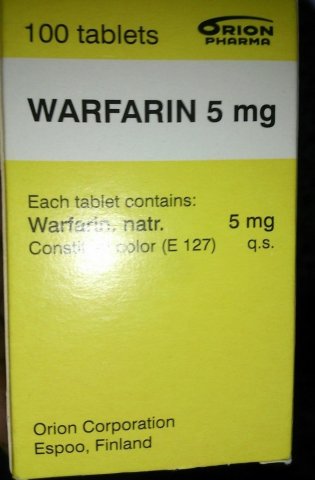 100 tablets
ORION
PHARMA
WARFARIN 5 mg
Each tablet contains:
Warfarin. natr. 5 mg
color (E 127) q.s.
Orion Corporation
Espoo, Finland